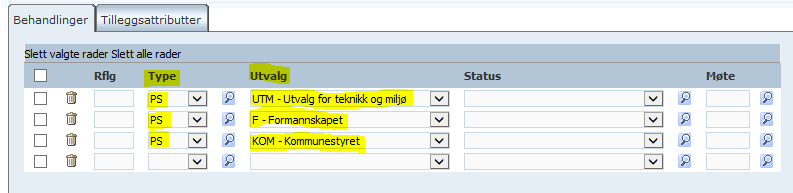 Behandlinger Tilleggsattributter
Slett valgte rader Slett alle rader
Rflg Type Utvalg Status Møte
PS UTM - Utvalg for teknikk og miljø
PS F - Formannskapet
PS KOM - Kommunestyret